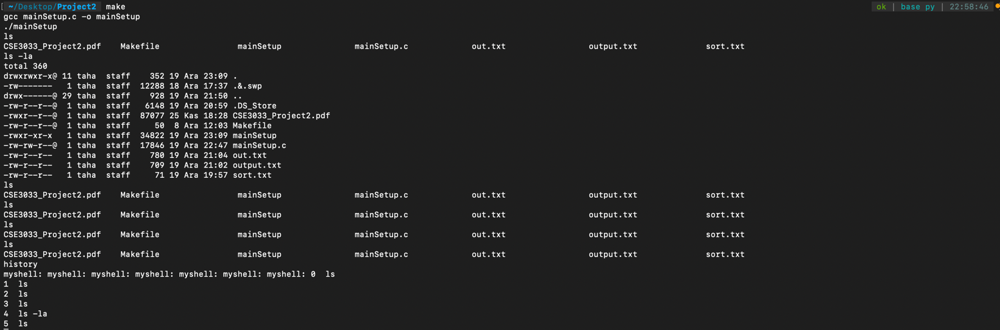 [ ~/Desktop/Project2 make ok | base py | 22:58:46
gcc mainSetup.c -o mainSetup
./mainSetup
ls
CSE3033_Project2.pdf    Makefile                mainSetup               mainSetup.c             out.txt                 output.txt              sort.txt
ls -la
total 360
drwxrwxr-x@ 11 taha  staff    352 19 Ara 23:09 .
-rw-------   1 taha  staff  12288 18 Ara 17:37 .&.swp
drwx------@ 29 taha  staff    928 19 Ara 21:50 ..
-rw-r--r--@  1 taha  staff   6148 19 Ara 20:59 .DS_Store
-rwxr--r--@  1 taha  staff  87077 25 Kas 18:28 CSE3033_Project2.pdf
-rw-r--r--@  1 taha  staff     50  8 Ara 12:03 Makefile
-rwxr-xr-x   1 taha  staff  34822 19 Ara 23:09 mainSetup
-rw-rw-r--@  1 taha  staff  17846 19 Ara 22:47 mainSetup.c
-rw-r--r--   1 taha  staff    780 19 Ara 21:04 out.txt
-rw-r--r--   1 taha  staff    709 19 Ara 21:02 output.txt
-rw-r--r--   1 taha  staff     71 19 Ara 19:57 sort.txt
ls
CSE3033_Project2.pdf    Makefile                mainSetup               mainSetup.c             out.txt                 output.txt              sort.txt
ls
CSE3033_Project2.pdf    Makefile                mainSetup               mainSetup.c             out.txt                 output.txt              sort.txt
ls
CSE3033_Project2.pdf    Makefile                mainSetup               mainSetup.c             out.txt                 output.txt              sort.txt
ls
CSE3033_Project2.pdf    Makefile                mainSetup               mainSetup.c             out.txt                 output.txt              sort.txt
history
myshell: myshell: myshell: myshell: myshell: myshell: myshell: 0  ls
1  ls
2  ls
3  ls
4  ls -la
5  ls